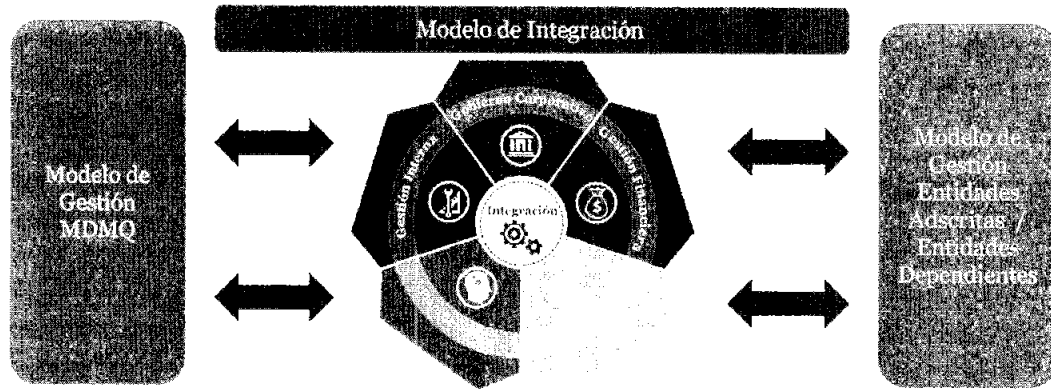 Modelo de Integración
Modelo de
Gestión
MDMQ
Gobierno Corporativo
Gestión Interna
Gestión Financiera
Integración
Modelo de
Gestión
Entidades
Adscritas /
Entidades
Dependientes